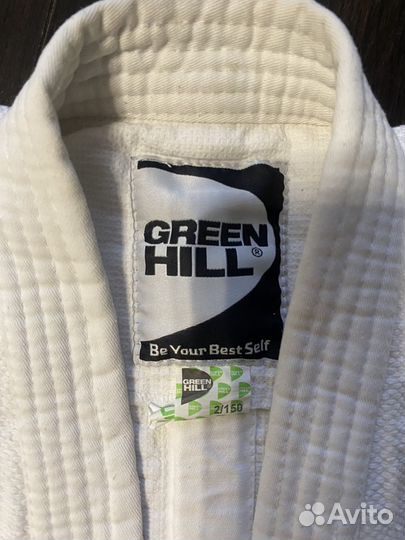 GREEN
HILL®
Be Your Best Self
GREEN
HILL
2/150
Avito